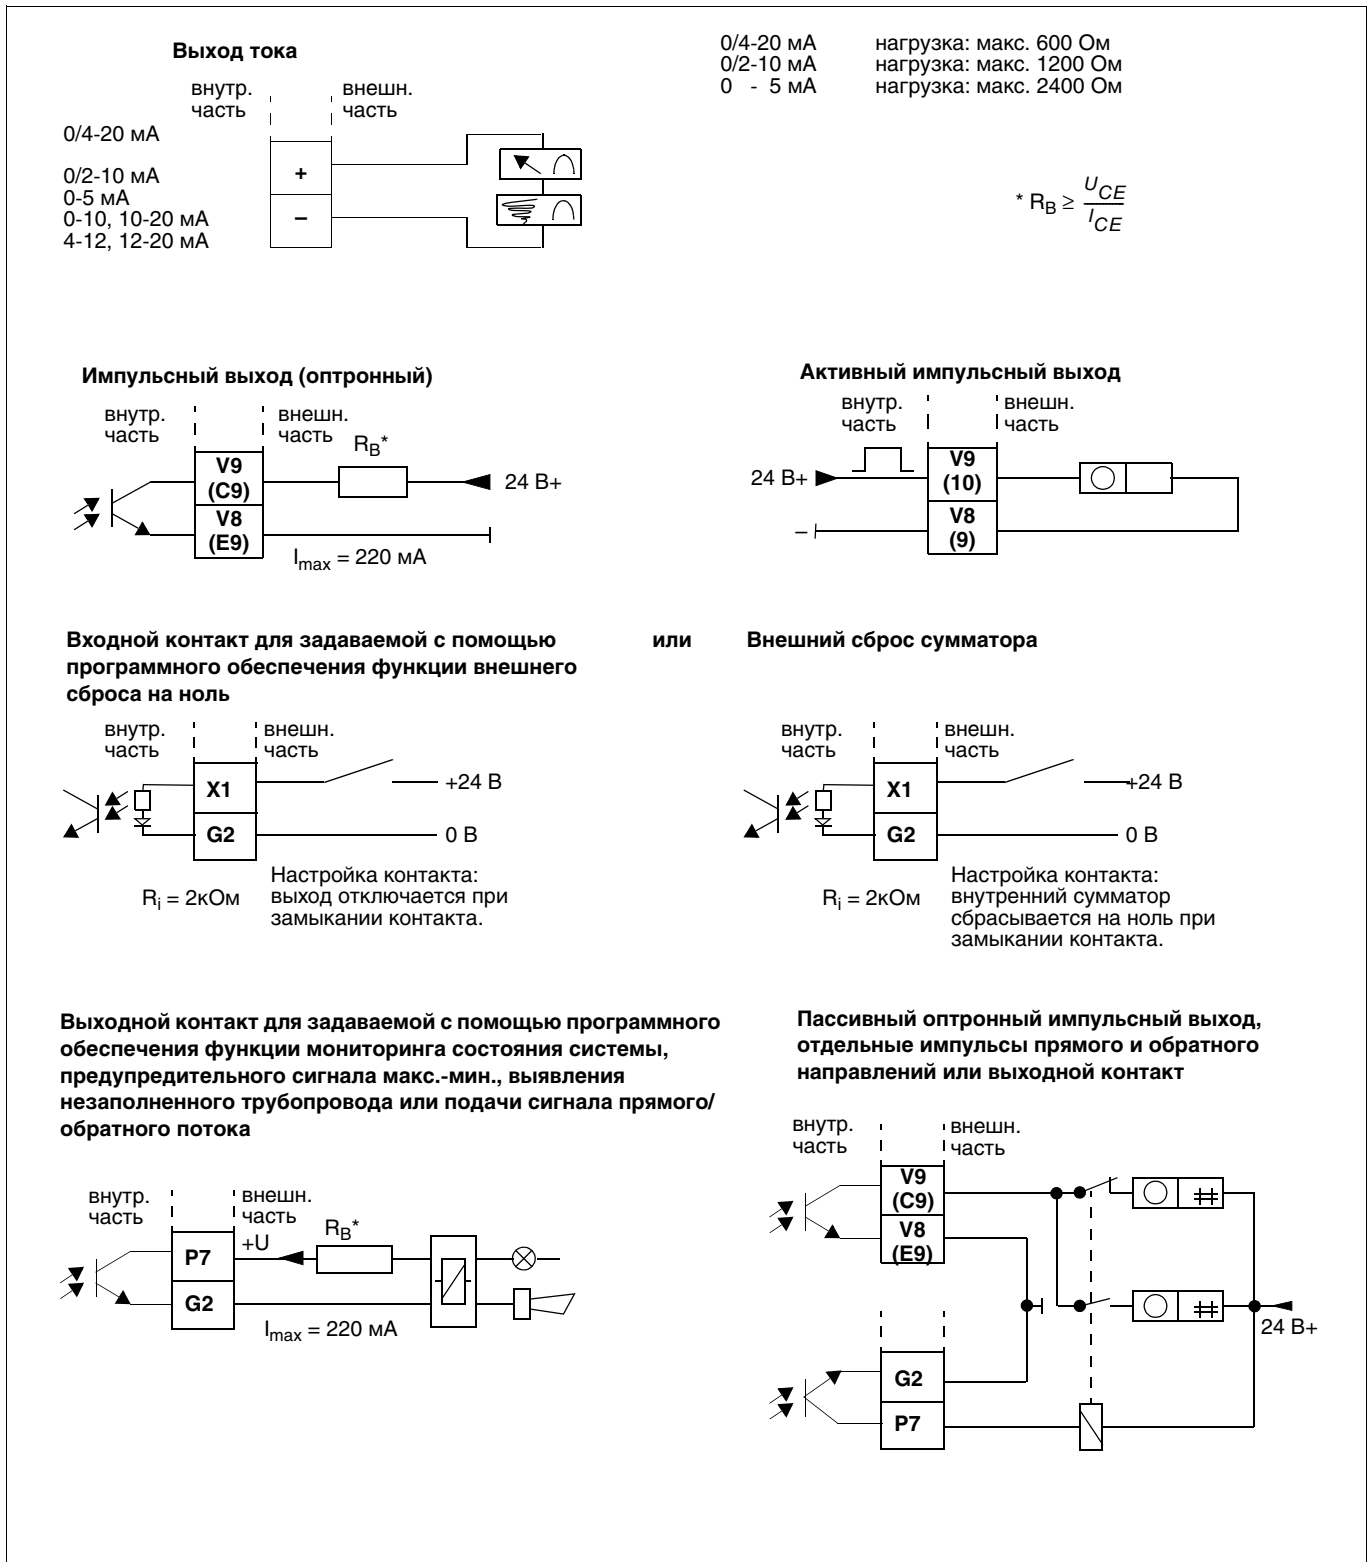 Выход тока
внутр.
часть
внешн.
часть
0/4-20 мА
0/2-10 мА
0-5 мА
0-10, 10-20 мА
4-12, 12-20 мА
+
–
0/4-20 мА нагрузка: макс. 600 Ом
0/2-10 мА нагрузка: макс. 1200 Ом
0 - 5 мА нагрузка: макс. 2400 Ом
* R_B ≥ U_CE / I_CE
Импульсный выход (оптронный)
внутр.
часть
внешн.
часть
R_B*
V9
(C9)
V8
(E9)
24 В+
I_max = 220 мА
Активный импульсный выход
внутр.
часть
внешн.
часть
24 В+
–
V9
(10)
V8
(9)
Входной контакт для задаваемой с помощью
программного обеспечения функции внешнего
сброса на ноль
внутр.
часть
внешн.
часть
X1
G2
+24 В
0 В
R_i = 2кОм
Настройка контакта:
выход отключается при
замыкании контакта.
или
Внешний сброс сумматора
внутр.
часть
внешн.
часть
X1
G2
+24 В
0 В
R_i = 2кОм
Настройка контакта:
внутренний сумматор
сбрасывается на ноль при
замыкании контакта.
Выходной контакт для задаваемой с помощью программного
обеспечения функции мониторинга состояния системы,
предупредительного сигнала макс.-мин., выявления
незаполненного трубопровода или подачи сигнала прямого/
обратного потока
внутр.
часть
внешн.
часть
+U
R_B*
P7
G2
I_max = 220 мА
Пассивный оптронный импульсный выход,
отдельные импульсы прямого и обратного
направлений или выходной контакт
внутр.
часть
внешн.
часть
V9
(C9)
V8
(E9)
24 В+
G2
P7